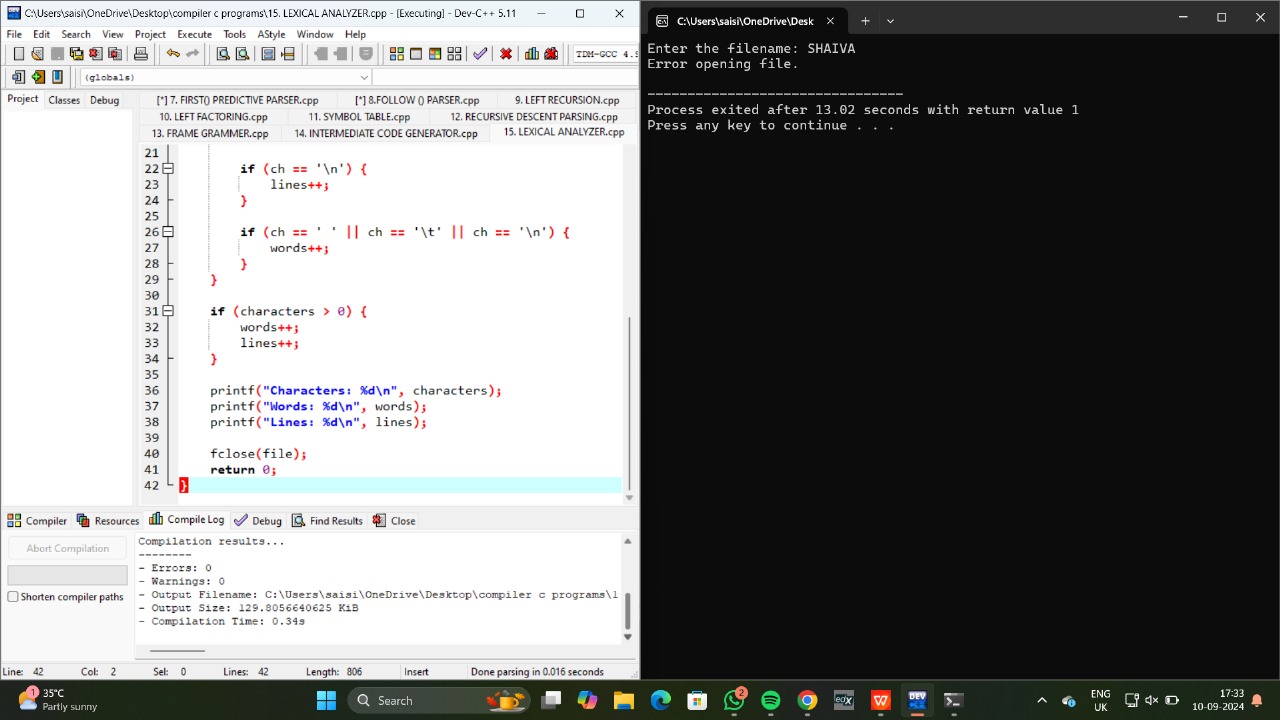 C:\Users\saisi\OneDrive\Desktop\compiler c programs\15. LEXICAL ANALYZER.cpp - [Executing] - Dev-C++ 5.11
File Edit Search View Project Execute Tools AStyle Window Help
TDM-GCC 4.9
(globals)
Project Classes Debug
[*] 7. FIRST() PREDICTIVE PARSER.cpp [*] 8.FOLLOW () PARSER.cpp 9. LEFT RECURSION.cpp
10. LEFT FACTORING.cpp 11. SYMBOL TABLE.cpp 12. RECURSIVE DESCENT PARSING.cpp
13. FRAME GRAMMER.cpp 14. INTERMEDIATE CODE GENERATOR.cpp 15. LEXICAL ANALYZER.cpp
21
22 if (ch == '\n') {
23 lines++;
24 }
25
26 if (ch == ' ' || ch == '\t' || ch == '\n') {
27 words++;
28 }
29 }
30
31 if (characters > 0) {
32 words++;
33 lines++;
34 }
35
36 printf("Characters: %d\n", characters);
37 printf("Words: %d\n", words);
38 printf("Lines: %d\n", lines);
39
40 fclose(file);
41 return 0;
42 }
Compiler Resources Compile Log Debug Find Results Close
Abort Compilation
Shorten compiler paths
Compilation results...
--------
- Errors: 0
- Warnings: 0
- Output Filename: C:\Users\saisi\OneDrive\Desktop\compiler c programs\1
- Output Size: 129.8056640625 KiB
- Compilation Time: 0.34s
Line: 42 Col: 2 Sel: 0 Lines: 42 Length: 806 Insert Done parsing in 0.016 seconds
C:\Users\saisi\OneDrive\Desk
Enter the filename: SHAIVA
Error opening file.
--------------------------------
Process exited after 13.02 seconds with return value 1
Press any key to continue . . .
1
35°C
Partly sunny
Search
2
edX
W
DEV
ENG
UK
17:33
10-09-2024